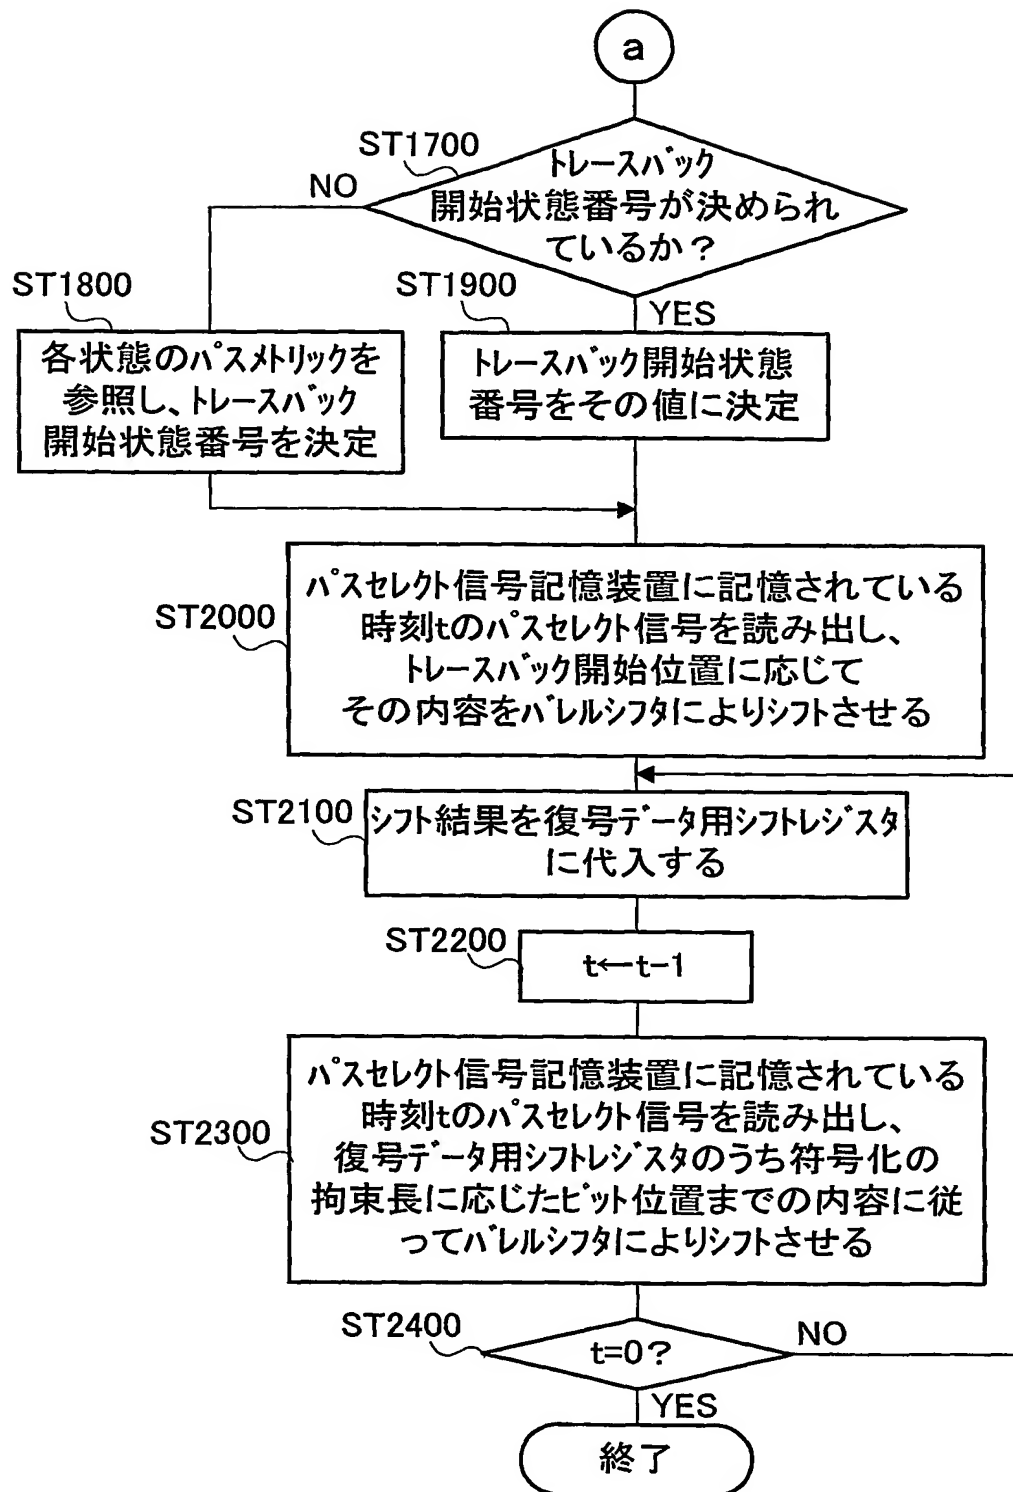 a
ST1700
トレースバック
開始状態番号が決められ
ているか？
NO
YES
ST1800
各状態のパスメトリックを
参照し、トレースバック
開始状態番号を決定
ST1900
トレースバック開始状態
番号をその値に決定
ST2000
パスセレクト信号記憶装置に記憶されている
時刻tのパスセレクト信号を読み出し、
トレースバック開始位置に応じて
その内容をバレルシフタによりシフトさせる
ST2100
シフト結果を復号データ用シフトレジスタ
に代入する
ST2200
t←t−1
ST2300
パスセレクト信号記憶装置に記憶されている
時刻tのパスセレクト信号を読み出し、
復号データ用シフトレジスタのうち符号化の
拘束長に応じたビット位置までの内容に従
ってバレルシフタによりシフトさせる
ST2400
t=0？
NO
YES
終了